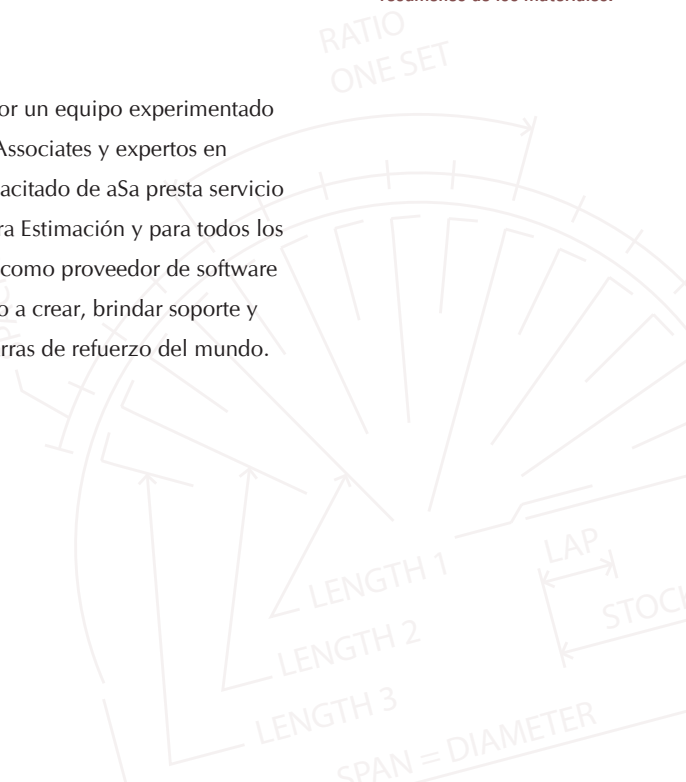 or un equipo experimentado
Associates y expertos en
acitado de aSa presta servicio
ra Estimación y para todos los
como proveedor de software
o a crear, brindar soporte y
rras de refuerzo del mundo.
RATIO
ONE SET
LENGTH 1
LENGTH 2
LENGTH 3
LAP
STOCK
SPAN = DIAMETER